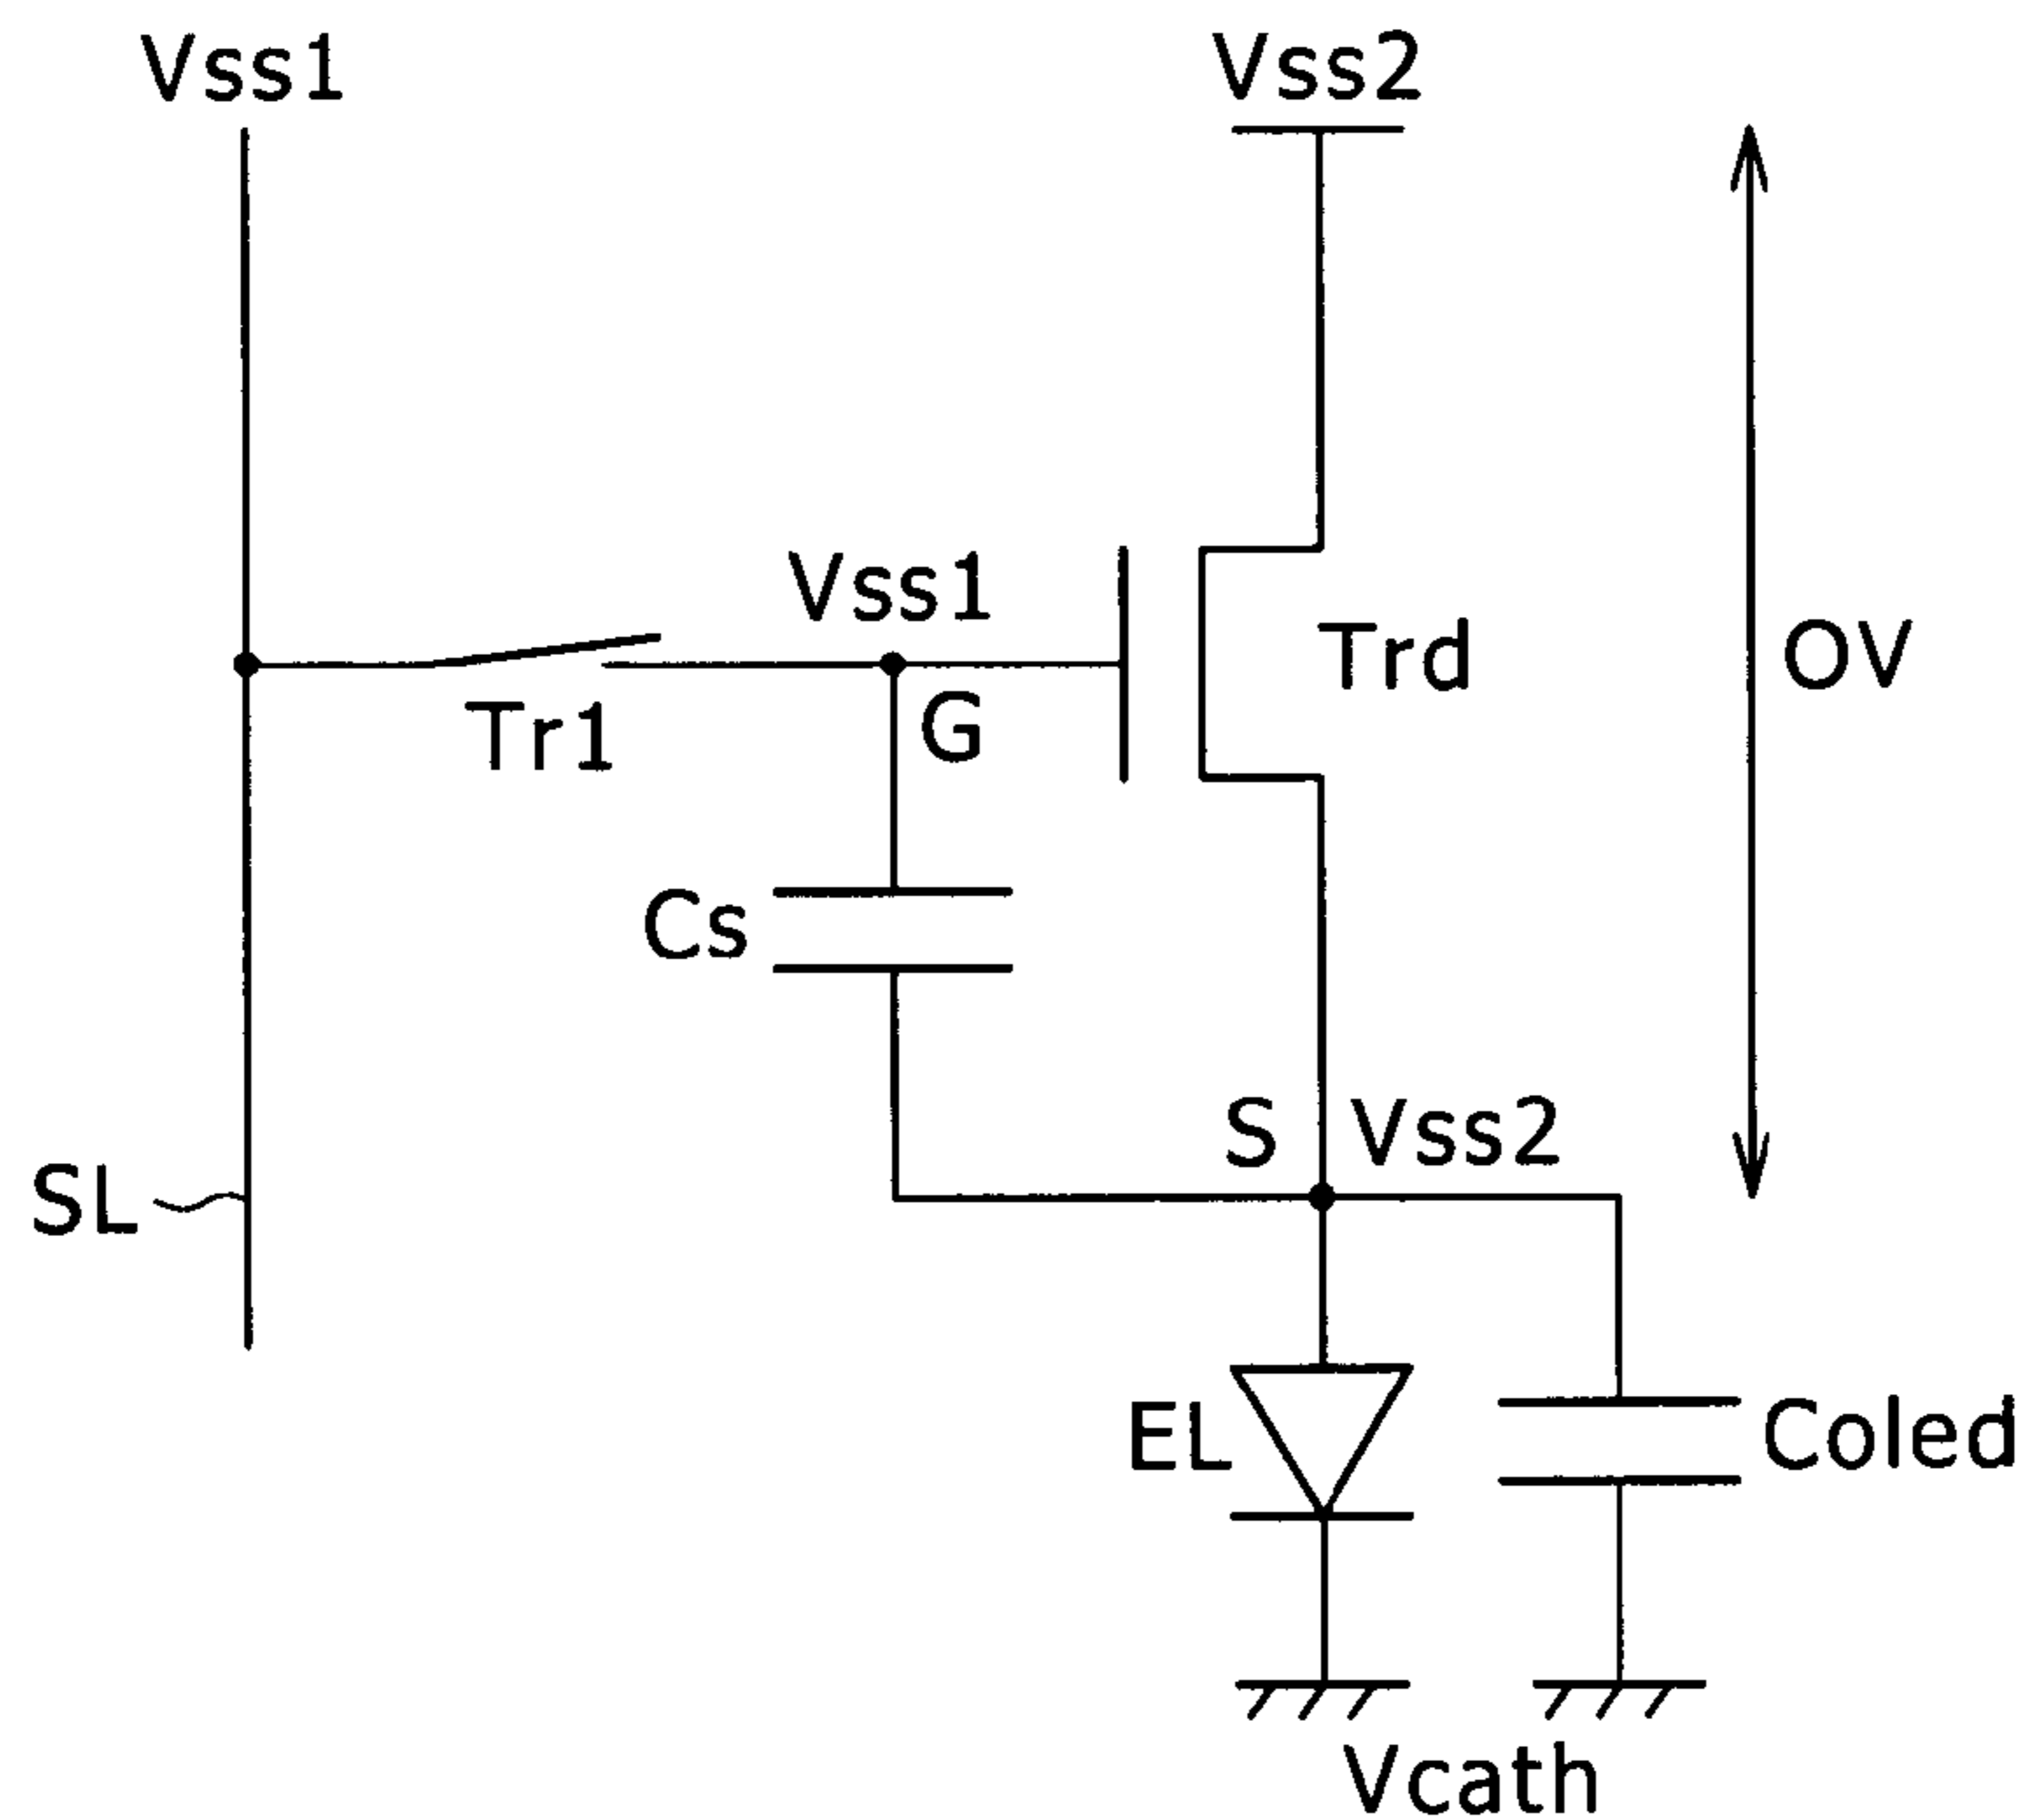 Vss1
Vss2
Vss1
Trd
OV
Tr1
G
Cs
S
Vss2
SL
EL
Coled
Vcath